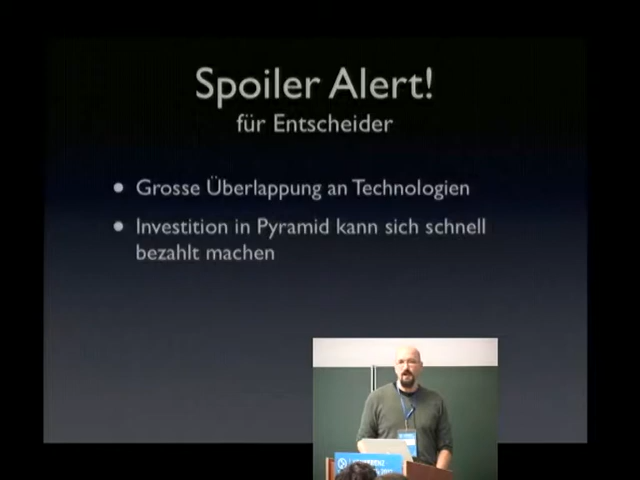 Spoiler Alert!
für Entscheider
Grosse Überlappung an Technologien
Investition in Pyramid kann sich schnell
bezahlt machen